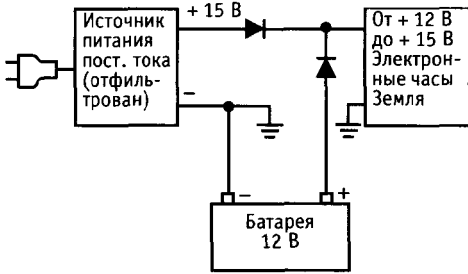 Источник
питания
пост. тока
(отфиль-
трован)
+ 15 В
–
От + 12 В
до + 15 В
Электрон-
ные часы
Земля
–
+
Батарея
12 В